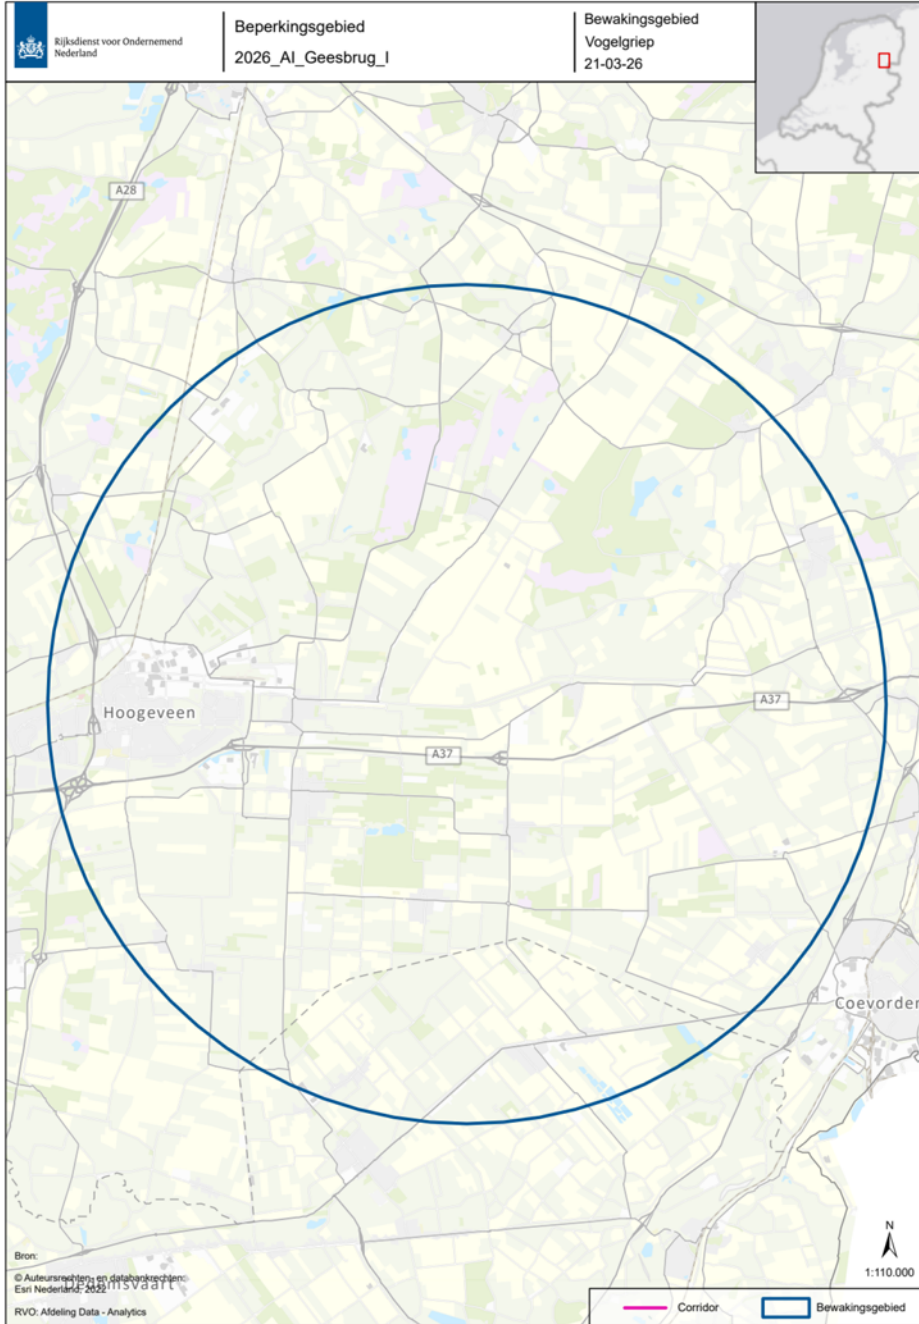 Rijksdienst voor Ondernemend
Nederland
Beperkingsgebied
2026_AI_Geesbrug_I
Bewakingsgebied
Vogelgriep
21-03-26
A28
Hoogeveen
A37
A37
Coevorden
N
1:110.000
Bron:
© Auteursrechten- en databankrechten:
Esri Nederland, 2022
Dedemsvaart
RVO: Afdeling Data - Analytics
Corridor
Bewakingsgebied